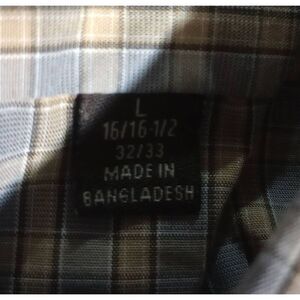 L
16/16-1/2
32/33
MADE IN
BANGLADESH